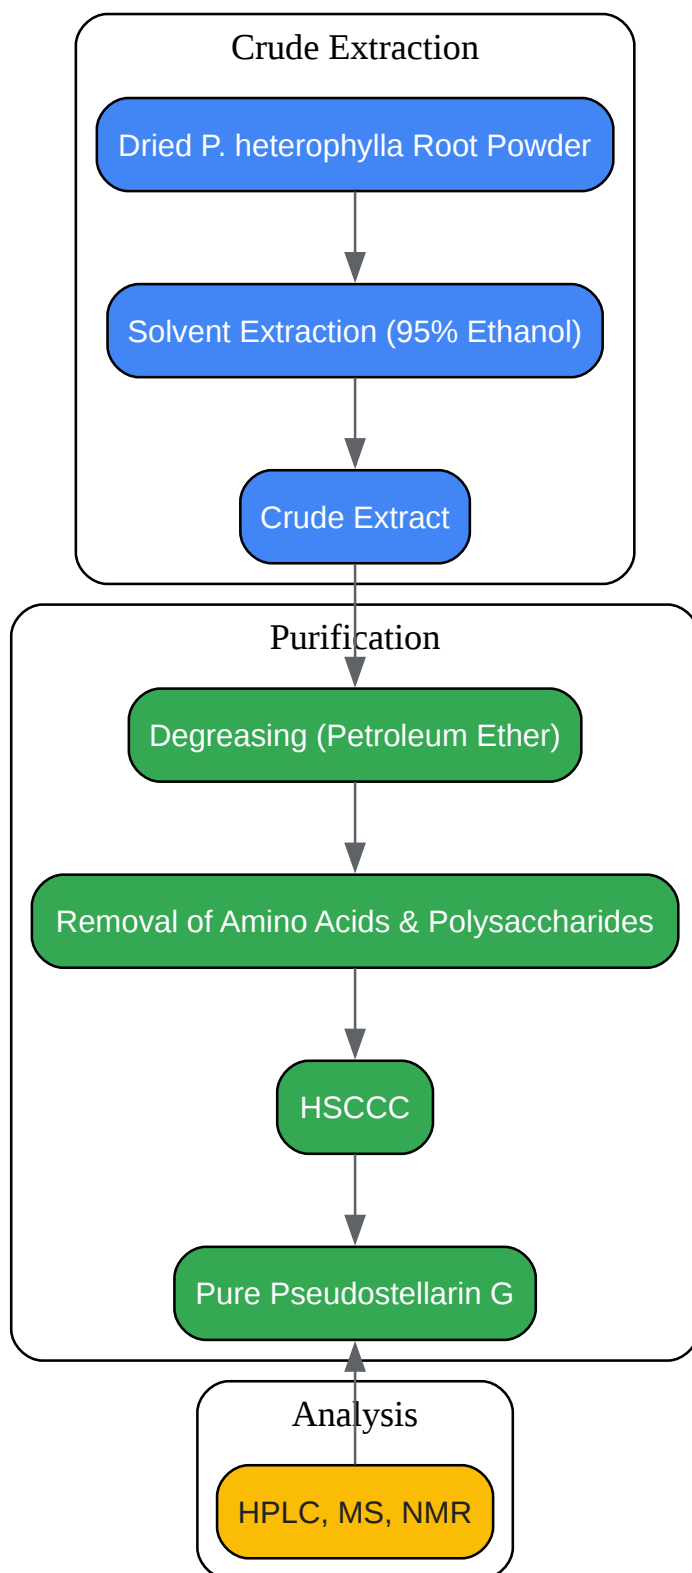 Crude Extraction
Dried P. heterophylla Root Powder
Solvent Extraction (95% Ethanol)
Crude Extract
Purification
Degreasing (Petroleum Ether)
Removal of Amino Acids & Polysaccharides
HSCCC
Pure Pseudostellarin G
Analysis
HPLC, MS, NMR